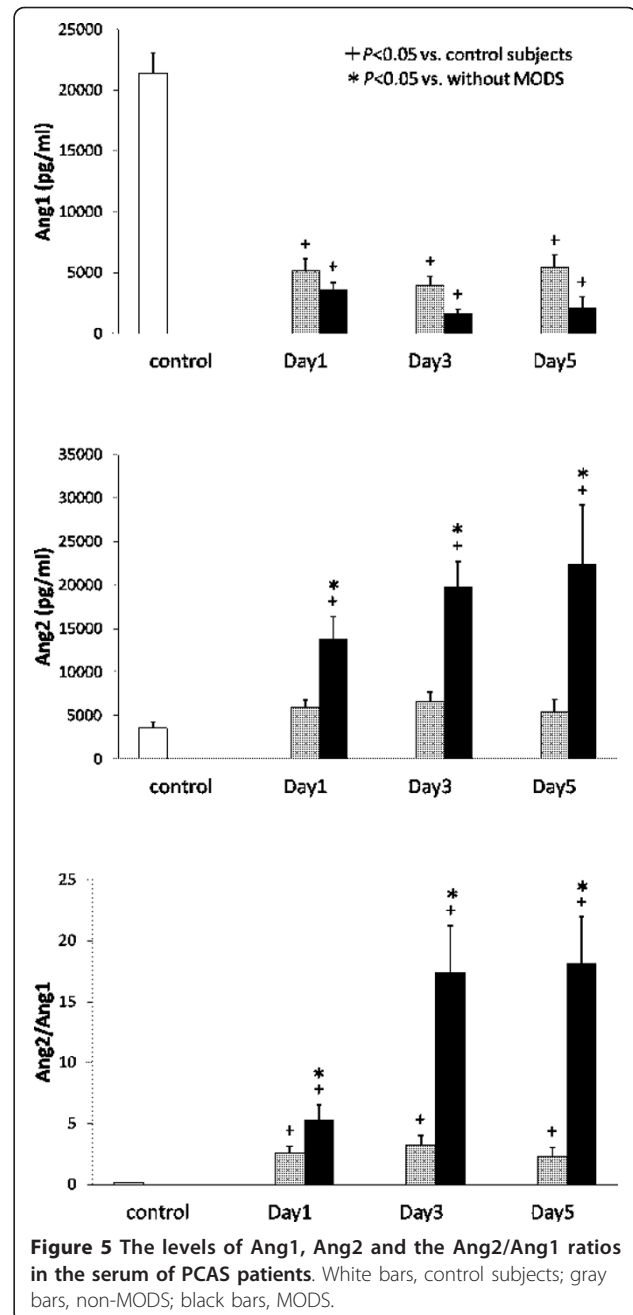 25000
20000
15000
10000
5000
0
Ang1 (pg/ml)
+ P<0.05 vs. control subjects
* P<0.05 vs. without MODS
+ + + + + +
control Day1 Day3 Day5
35000
30000
25000
20000
15000
10000
5000
0
Ang2 (pg/ml)
* * *
+ + +
control Day1 Day3 Day5
25
20
15
10
5
0
Ang2/Ang1
* * *
+ + + + + +
control Day1 Day3 Day5
Figure 5 The levels of Ang1, Ang2 and the Ang2/Ang1 ratios
in the serum of PCAS patients. White bars, control subjects; gray
bars, non-MODS; black bars, MODS.